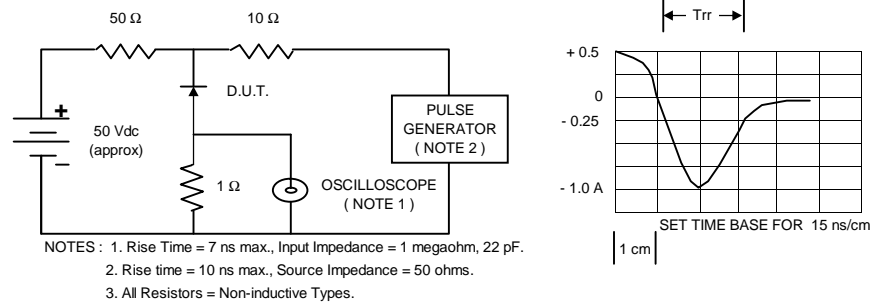 50 Ω
10 Ω
Trr
+ 0.5
D.U.T.
+
50 Vdc
(approx)
−
PULSE
GENERATOR
( NOTE 2 )
0
- 0.25
1 Ω
OSCILLOSCOPE
( NOTE 1 )
- 1.0 A
SET TIME BASE FOR 15 ns/cm
1 cm
NOTES : 1. Rise Time = 7 ns max., Input Impedance = 1 megaohm, 22 pF.
2. Rise time = 10 ns max., Source Impedance = 50 ohms.
3. All Resistors = Non-inductive Types.